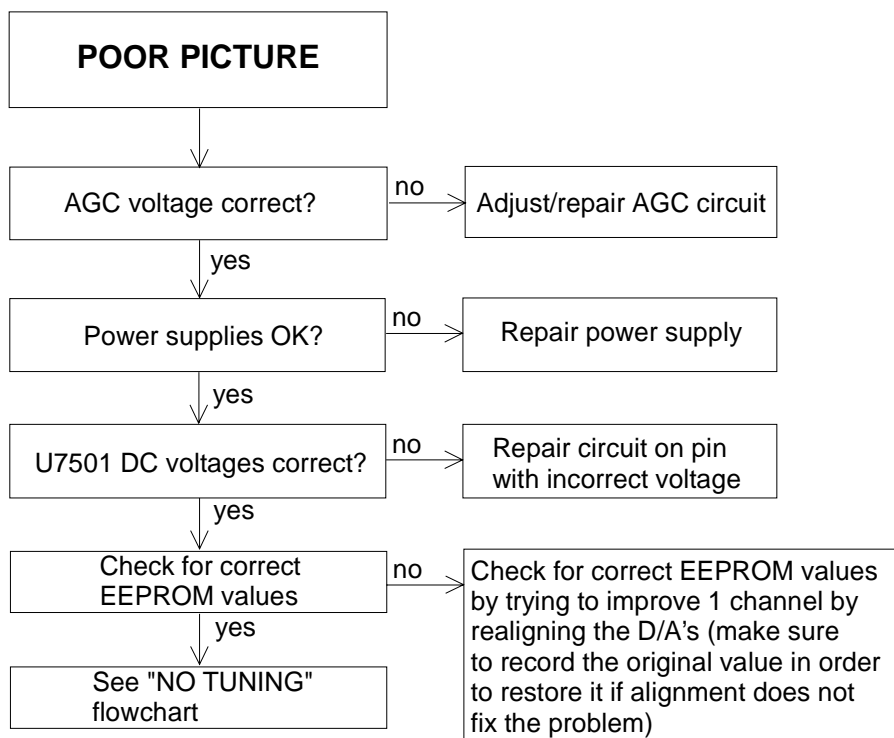 POOR PICTURE
AGC voltage correct?
no
Adjust/repair AGC circuit
yes
Power supplies OK?
no
Repair power supply
yes
U7501 DC voltages correct?
no
Repair circuit on pin
with incorrect voltage
yes
Check for correct
EEPROM values
no
Check for correct EEPROM values
by trying to improve 1 channel by
realigning the D/A's (make sure
to record the original value in order
to restore it if alignment does not
fix the problem)
yes
See "NO TUNING"
flowchart